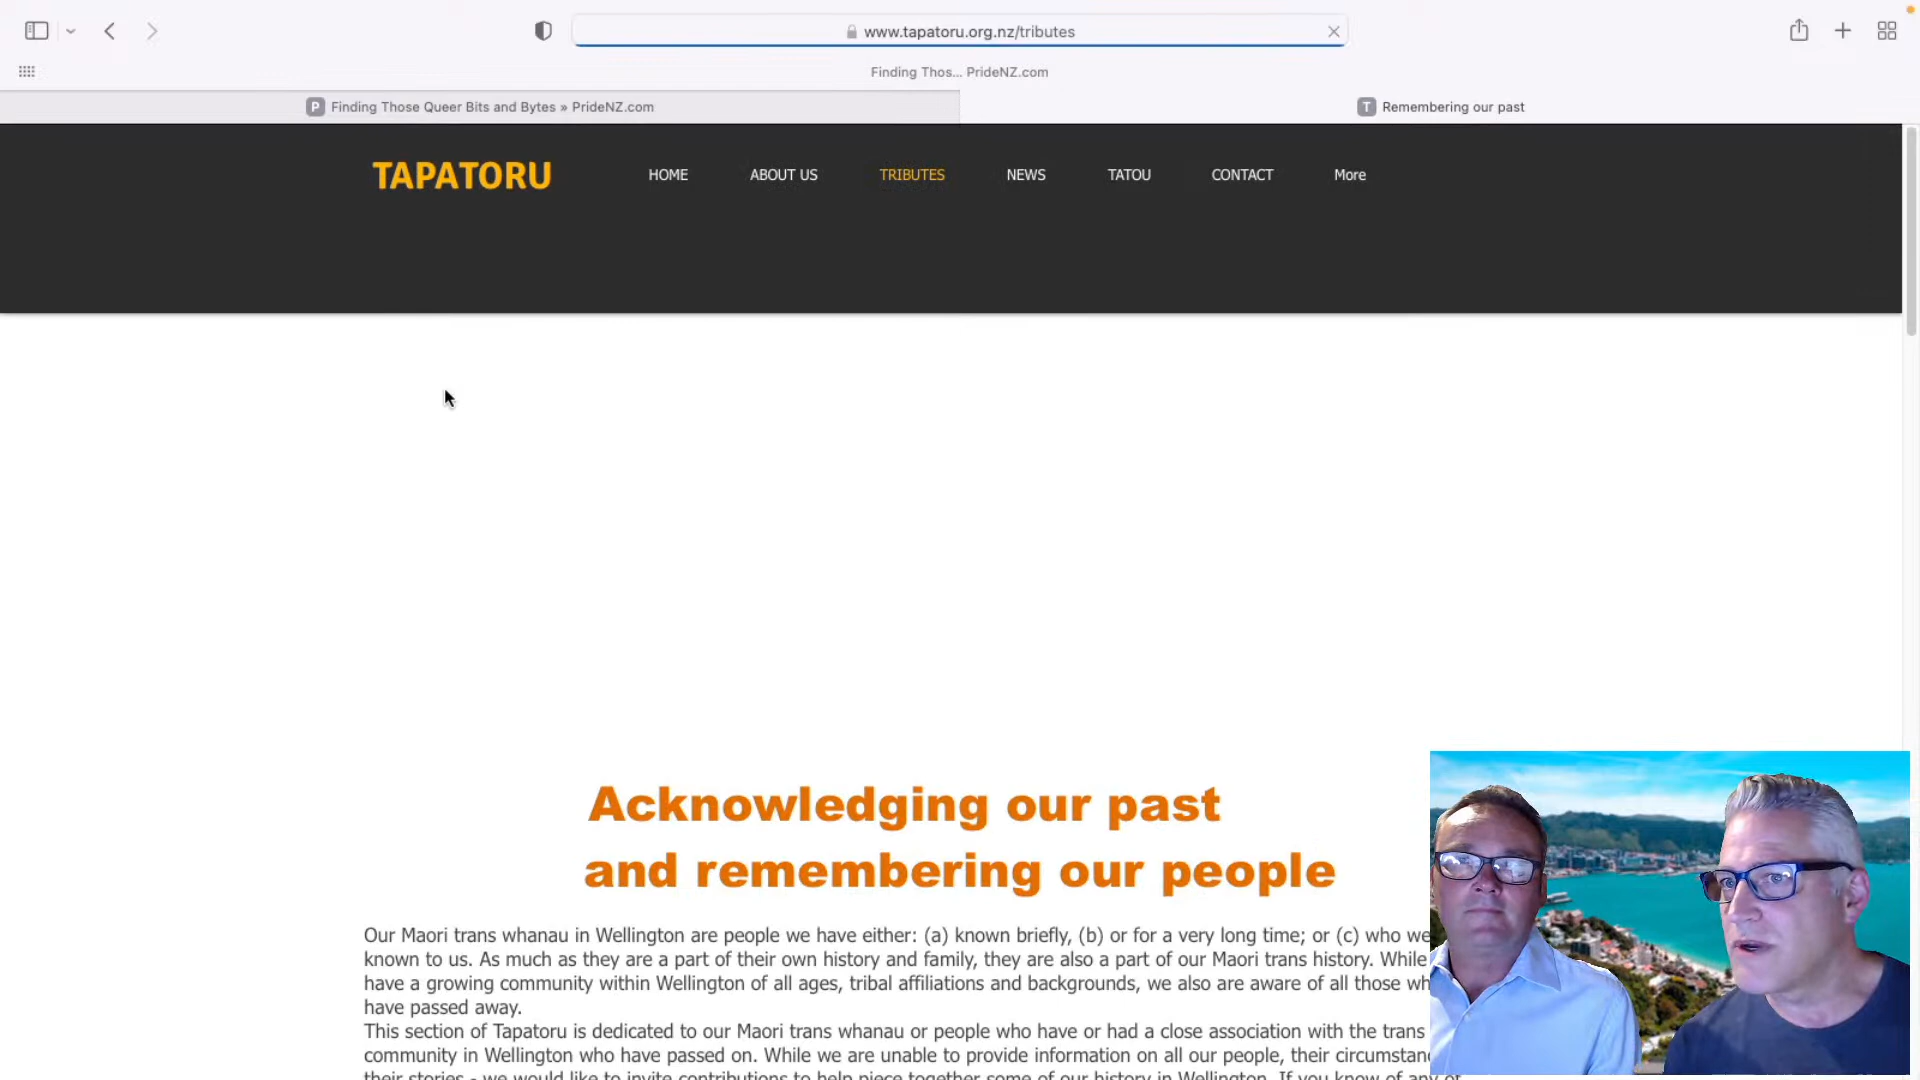 www.tapatoru.org.nz/tributes
Finding Thos... PrideNZ.com
P Finding Those Queer Bits and Bytes » PrideNZ.com
T Remembering our past
TAPATORU
HOME ABOUT US TRIBUTES NEWS TATOU CONTACT More
Acknowledging our past
and remembering our people
Our Maori trans whanau in Wellington are people we have either: (a) known briefly, (b) or for a very long time; or (c) who we
known to us. As much as they are a part of their own history and family, they are also a part of our Maori trans history. While
have a growing community within Wellington of all ages, tribal affiliations and backgrounds, we also are aware of all those
have passed away.
This section of Tapatoru is dedicated to our Maori trans whanau or people who have or had a close association with the trans
community in Wellington who have passed on. While we are unable to provide information on all our people, their
their stories - we would like to invite contributions to help piece together some of our history in Wellington. If you know of any of